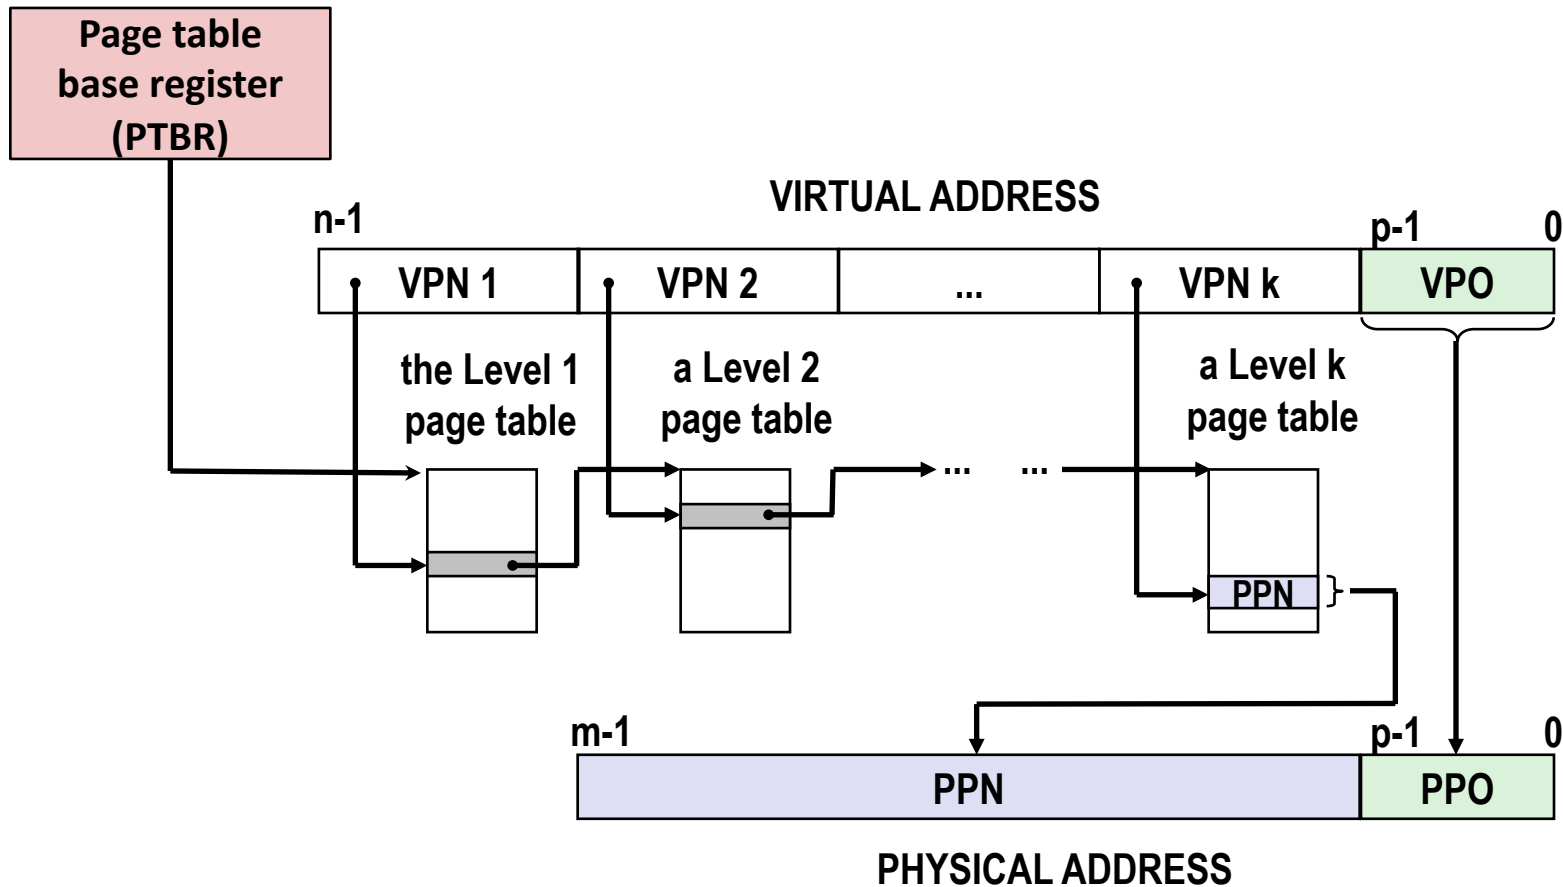 Page table
base register
(PTBR)
VIRTUAL ADDRESS
n-1
p-1
0
VPN 1
VPN 2
...
VPN k
VPO
the Level 1
page table
a Level 2
page table
a Level k
page table
...
...
PPN
m-1
p-1
0
PPN
PPO
PHYSICAL ADDRESS